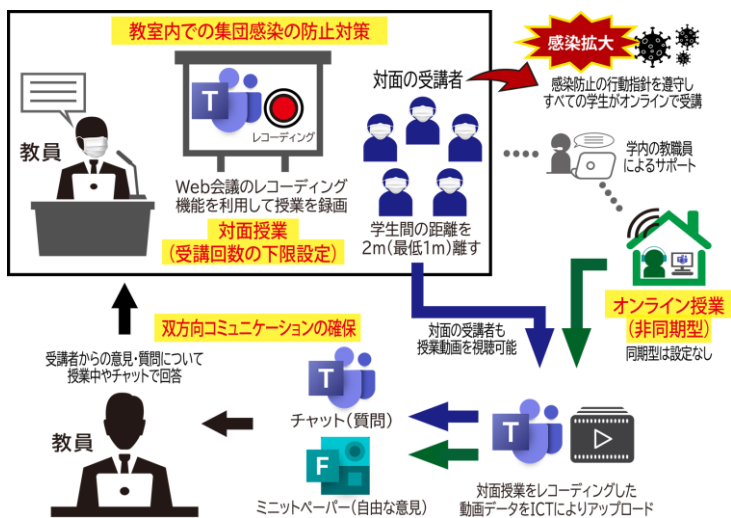 教室内での集団感染の防止対策
教員
T
レコーディング
Web会議のレコーディング
機能を利用して授業を録画
対面授業
(受講回数の下限設定)
対面の受講者
学生間の距離を
2m(最低1m)離す
感染拡大
感染防止の行動指針を遵守し
すべての学生がオンラインで受講
学内の教職員
によるサポート
オンライン授業
(非同期型)
同期型は設定なし
対面の受講者も
授業動画を視聴可能
双方向コミュニケーションの確保
受講者からの意見・質問について
授業中やチャットで回答
教員
T
チャット(質問)
F
ミニットペーパー(自由な意見)
T
対面授業をレコーディングした
動画データをICTによりアップロード